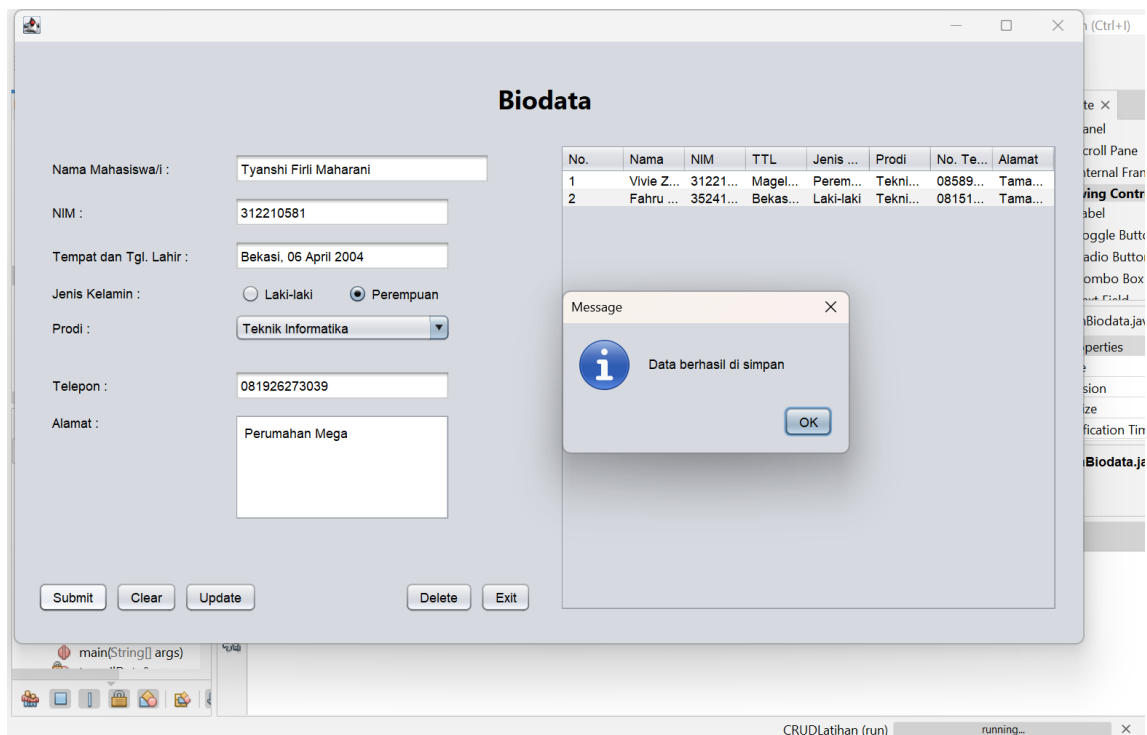 n (Ctrl+I)
Biodata
Nama Mahasiswa/i :
Tyanshi Firli Maharani
NIM :
312210581
Tempat dan Tgl. Lahir :
Bekasi, 06 April 2004
Jenis Kelamin :
Laki-laki
Perempuan
Prodi :
Teknik Informatika
Telepon :
081926273039
Alamat :
Perumahan Mega
Submit
Clear
Update
Delete
Exit
No. Nama NIM TTL Jenis ... Prodi No. Te... Alamat
1 Vivie Z... 31221... Magel... Perem... Tekni... 08589... Tama...
2 Fahru ... 35241... Bekas... Laki-laki Tekni... 08151... Tama...
Message
Data berhasil di simpan
OK
te
anel
croll Pane
nternal Fran
ving Contr
abel
oggle Butto
adio Button
ombo Box
nBiodata.jav
perties
e
sion
ize
fication Tim
Biodata.ja
main(String[] args)
CRUDLatihan (run)
running...